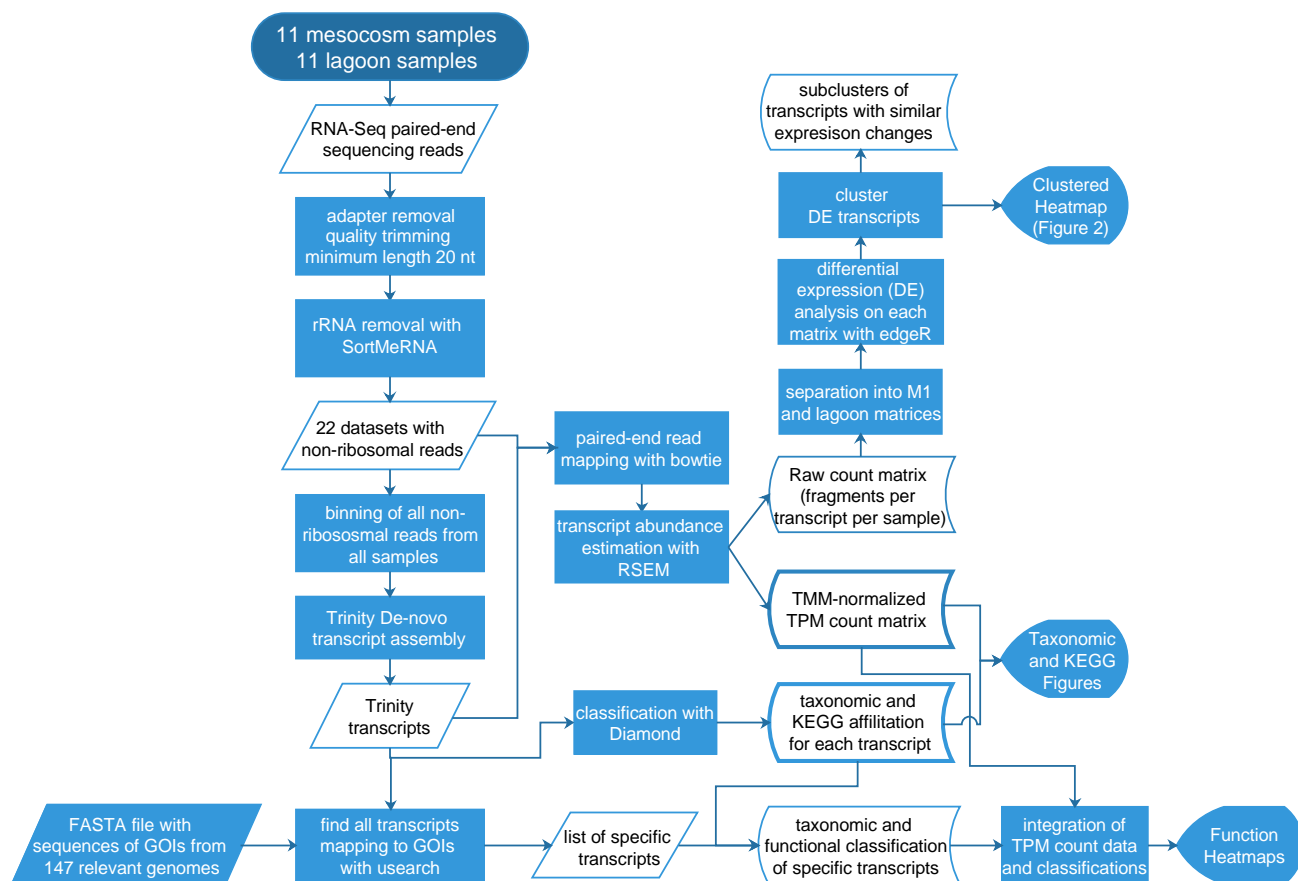 11 mesocosm samples
11 lagoon samples
RNA-Seq paired-end
sequencing reads
adapter removal
quality trimming
minimum length 20 nt
rRNA removal with
SortMeRNA
22 datasets with
non-ribosomal reads
binning of all non-
ribososmal reads from
all samples
Trinity De-novo
transcript assembly
Trinity
transcripts
paired-end read
mapping with bowtie
transcript abundance
estimation with
RSEM
subclusters of
transcripts with similar
expresison changes
cluster
DE transcripts
Clustered
Heatmap
(Figure 2)
differential
expression (DE)
analysis on each
matrix with edgeR
separation into M1
and lagoon matrices
Raw count matrix
(fragments per
transcript per sample)
TMM-normalized
TPM count matrix
Taxonomic
and KEGG
Figures
classification with
Diamond
taxonomic and
KEGG affilitation
for each transcript
FASTA file with
sequences of GOIs from
147 relevant genomes
find all transcripts
mapping to GOIs
with usearch
list of specific
transcripts
taxonomic and
functional classification
of specific transcripts
integration of
TPM count data
and classifications
Function
Heatmaps